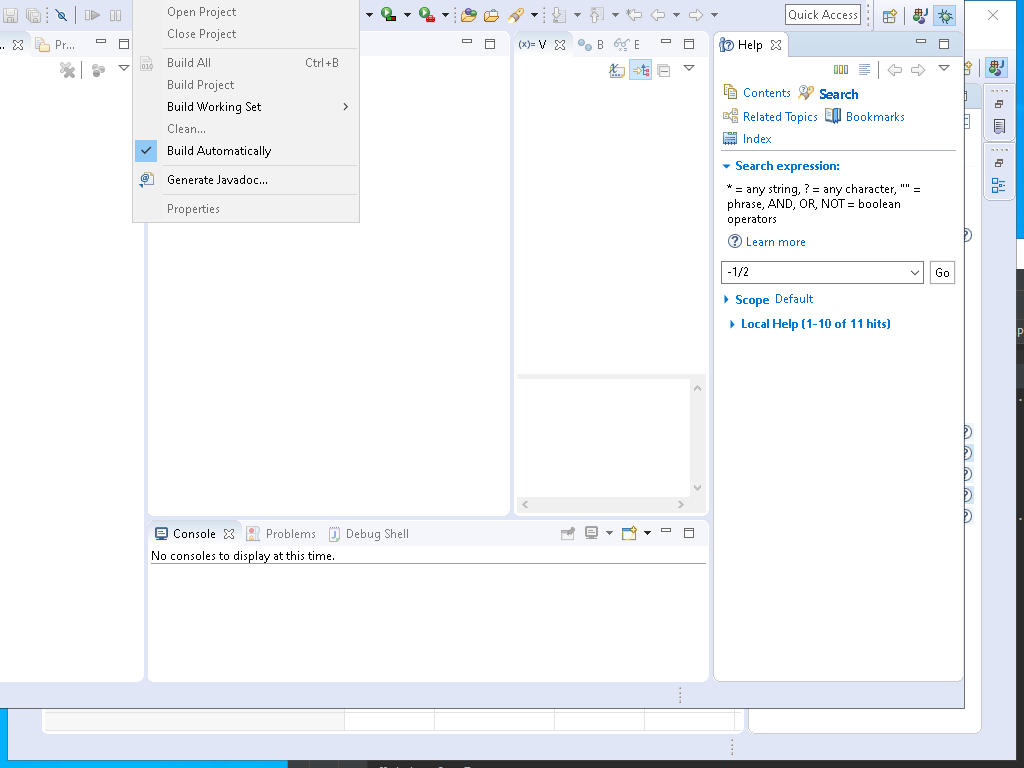 Open Project
Close Project
Build All Ctrl+B
Build Project
Build Working Set
Clean...
Build Automatically
Generate Javadoc...
Properties
Pr...
(x)= V
B
E
Quick Access
Help
Contents
Search
Related Topics
Bookmarks
Index
Search expression:
* = any string, ? = any character, "" =
phrase, AND, OR, NOT = boolean
operators
Learn more
-1/2
Go
Scope Default
Local Help (1-10 of 11 hits)
Console
Problems
Debug Shell
No consoles to display at this time.